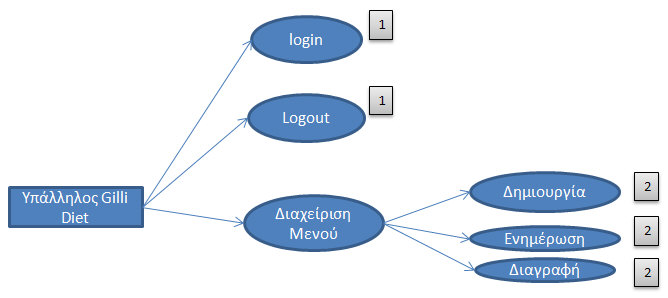 login
1
Logout
1
Υπάλληλος Gilli
Diet
Διαχείριση
Μενού
Δημιουργία
2
Ενημέρωση
2
Διαγραφή
2